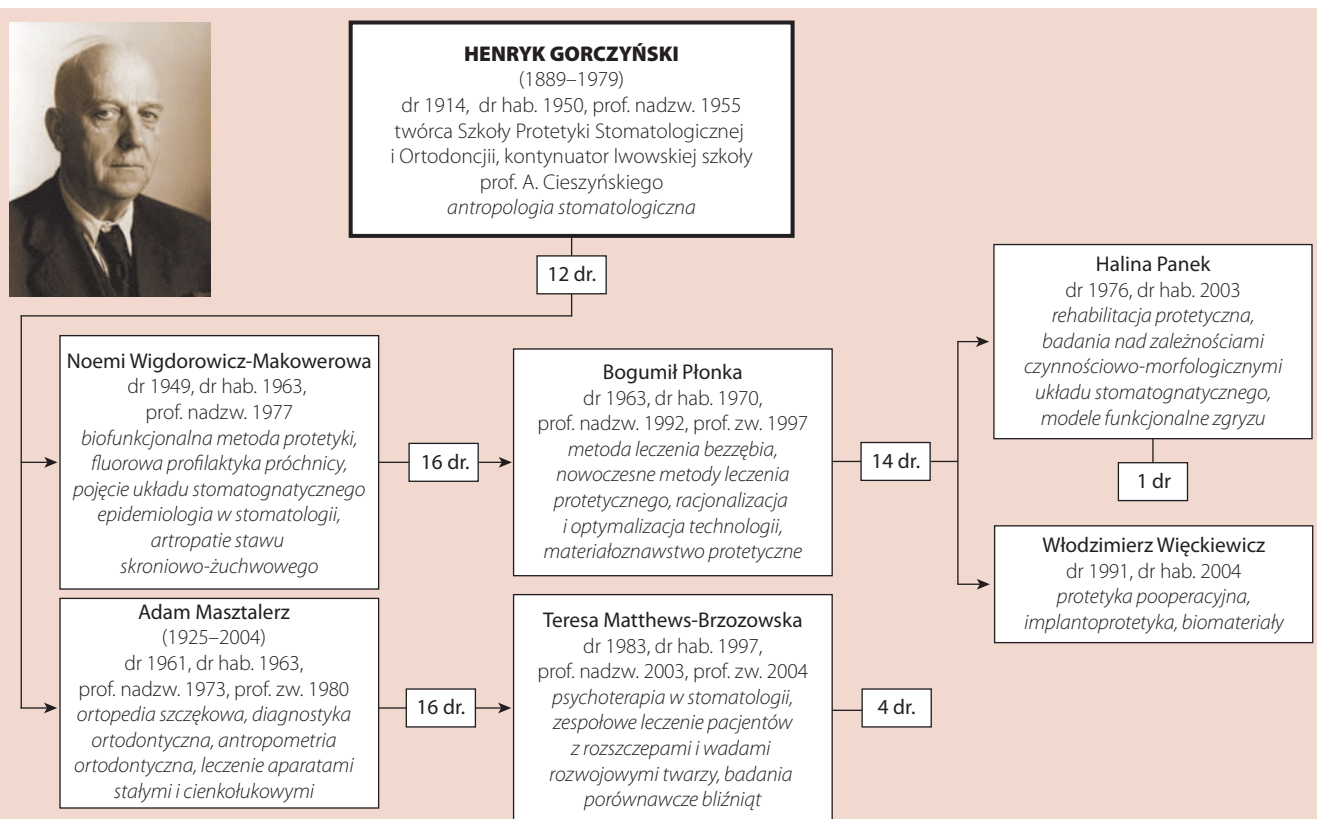 HENRYK GORCZYŃSKI
(1889–1979)
dr 1914, dr hab. 1950, prof. nadzw. 1955
twórca Szkoły Protetyki Stomatologicznej
i Ortodoncjii, kontynuator lwowskiej szkoły
prof. A. Cieszyńskiego
antropologia stomatologiczna
12 dr.
Noemi Wigdorowicz-Makowerowa
dr 1949, dr hab. 1963,
prof. nadzw. 1977
biofunkcjonalna metoda protetyki,
fluorowa profilaktyka próchnicy,
pojęcie układu stomatognatycznego
epidemiologia w stomatologii,
artropatie stawu
skroniowo-żuchwowego
16 dr.
Bogumił Płonka
dr 1963, dr hab. 1970,
prof. nadzw. 1992, prof. zw. 1997
metoda leczenia bezzębia,
nowoczesne metody leczenia
protetycznego, racjonalizacja
i optymalizacja technologii,
materiałoznawstwo protetyczne
14 dr.
Halina Panek
dr 1976, dr hab. 2003
rehabilitacja protetyczna,
badania nad zależnościami
czynnościowo-morfologicznymi
układu stomatognatycznego,
modele funkcjonalne zgryzu
1 dr
Włodzimierz Więckiewicz
dr 1991, dr hab. 2004
protetyka pooperacyjna,
implantoprotetyka, biomateriały
Adam Masztalerz
(1925–2004)
dr 1961, dr hab. 1963,
prof. nadzw. 1973, prof. zw. 1980
ortopedia szczękowa, diagnostyka
ortodontyczna, antropometria
ortodontyczna, leczenie aparatami
stałymi i cienkołukowymi
16 dr.
Teresa Matthews-Brzozowska
dr 1983, dr hab. 1997,
prof. nadzw. 2003, prof. zw. 2004
psychoterapia w stomatologii,
zespołowe leczenie pacjentów
z rozszczepami i wadami
rozwojowymi twarzy, badania
porównawcze bliźniąt
4 dr.